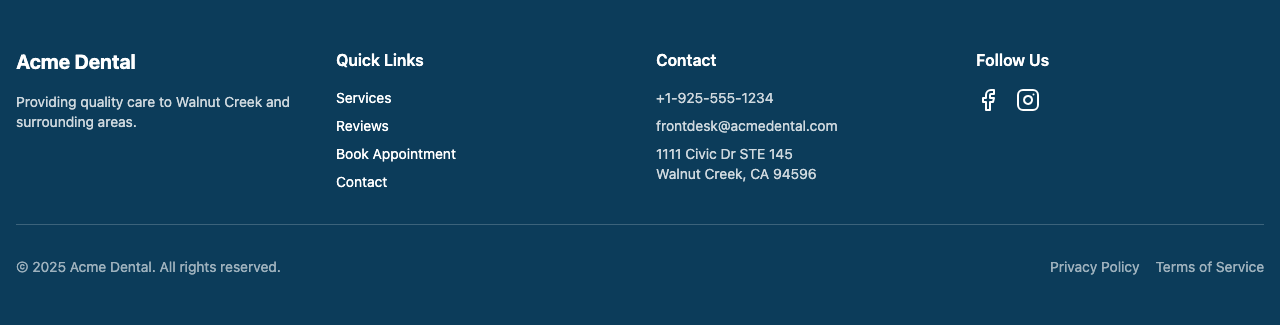 Acme Dental
Providing quality care to Walnut Creek and
surrounding areas.
Quick Links
Services
Reviews
Book Appointment
Contact
Contact
+1-925-555-1234
frontdesk@acmedental.com
1111 Civic Dr STE 145
Walnut Creek, CA 94596
Follow Us
© 2025 Acme Dental. All rights reserved.
Privacy Policy
Terms of Service